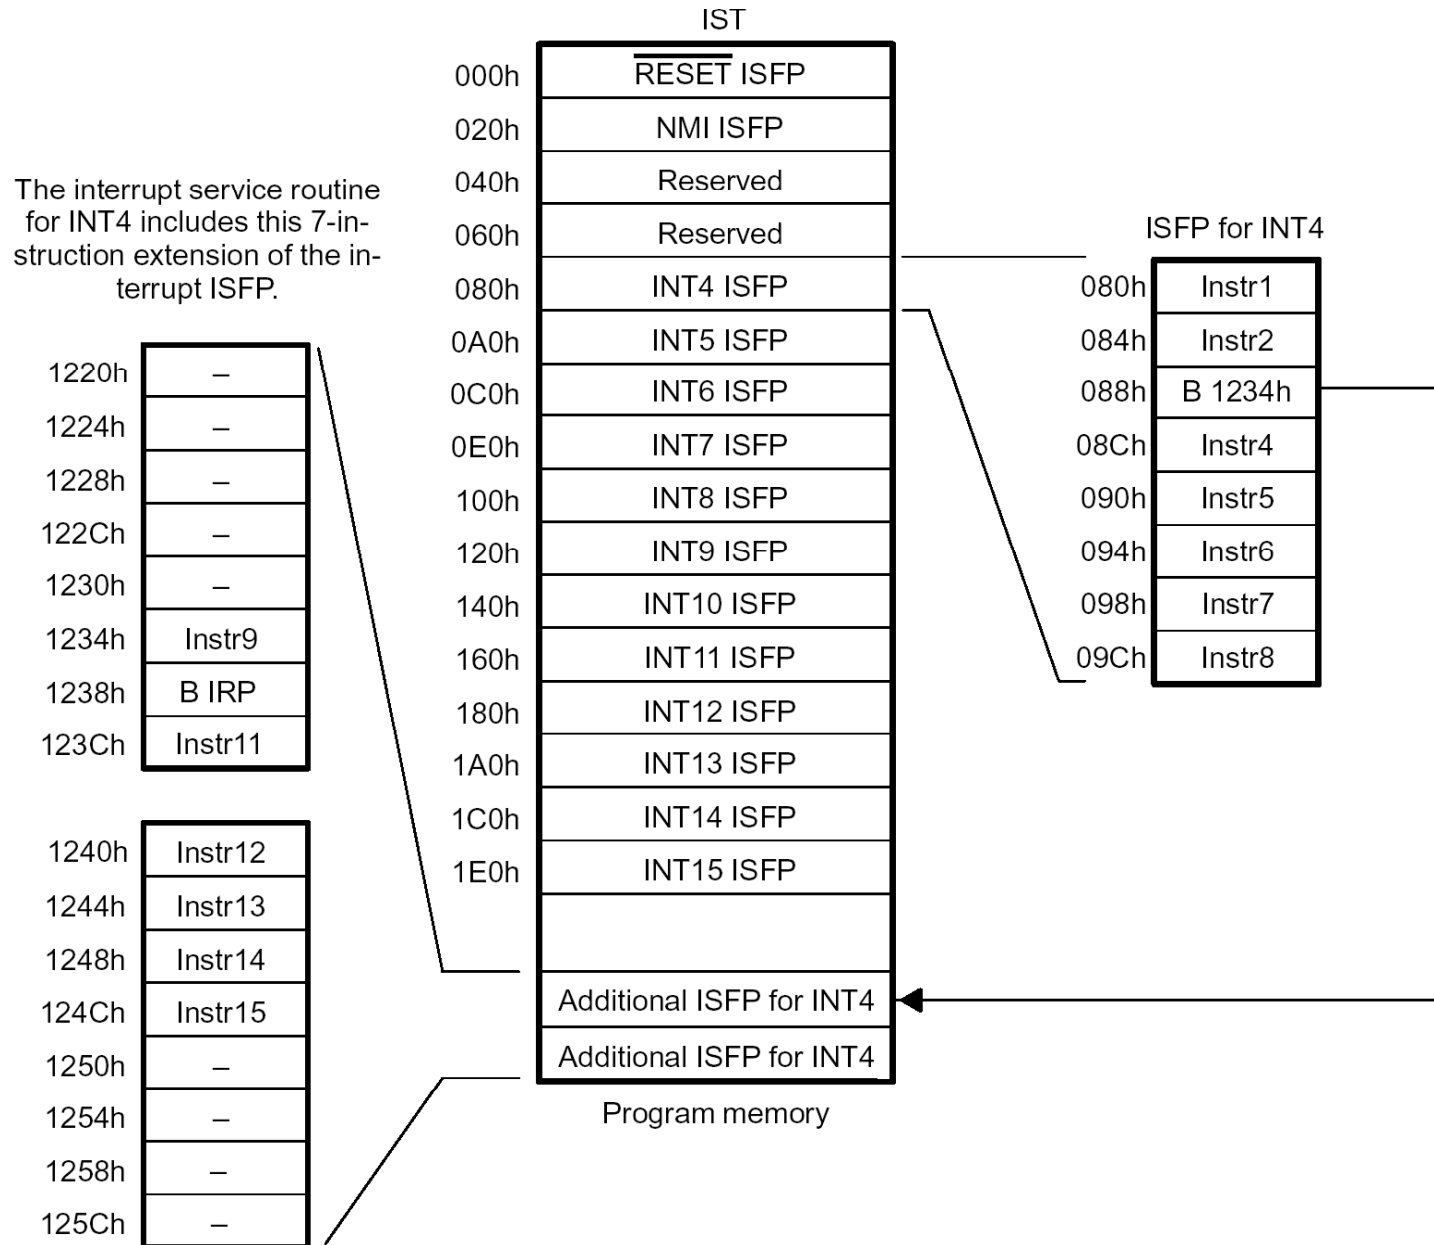 IST
000h RESET ISFP
020h NMI ISFP
040h Reserved
060h Reserved
080h INT4 ISFP
0A0h INT5 ISFP
0C0h INT6 ISFP
0E0h INT7 ISFP
100h INT8 ISFP
120h INT9 ISFP
140h INT10 ISFP
160h INT11 ISFP
180h INT12 ISFP
1A0h INT13 ISFP
1C0h INT14 ISFP
1E0h INT15 ISFP
Additional ISFP for INT4
Additional ISFP for INT4
Program memory
The interrupt service routine
for INT4 includes this 7-in-
struction extension of the in-
terrupt ISFP.
1220h –
1224h –
1228h –
122Ch –
1230h –
1234h Instr9
1238h B IRP
123Ch Instr11
1240h Instr12
1244h Instr13
1248h Instr14
124Ch Instr15
1250h –
1254h –
1258h –
125Ch –
ISFP for INT4
080h Instr1
084h Instr2
088h B 1234h
08Ch Instr4
090h Instr5
094h Instr6
098h Instr7
09Ch Instr8